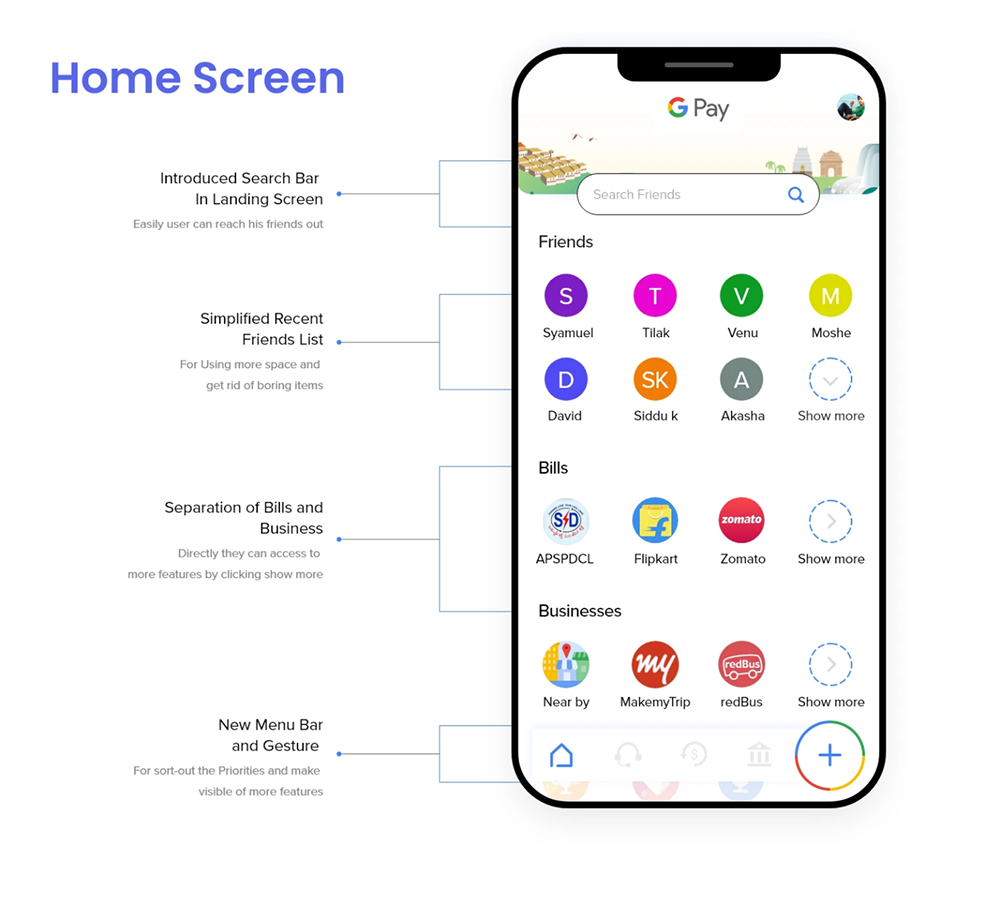 Home Screen
Introduced Search Bar
In Landing Screen
Easily user can reach his friends out
Simplified Recent
Friends List
For Using more space and
get rid of boring items
Separation of Bills and
Business
Directly they can access to
more features by clicking show more
New Menu Bar
and Gesture
For sort-out the Priorities and make
visible of more features
G Pay
Search Friends
Friends
S T V M
Syamuel Tilak Venu Moshe
D SK A
David Siddu k Akasha Show more
Bills
SPD f zomato
APSPDCL Flipkart Zomato Show more
Businesses
my redBus
Near by MakemyTrip redBus Show more
$